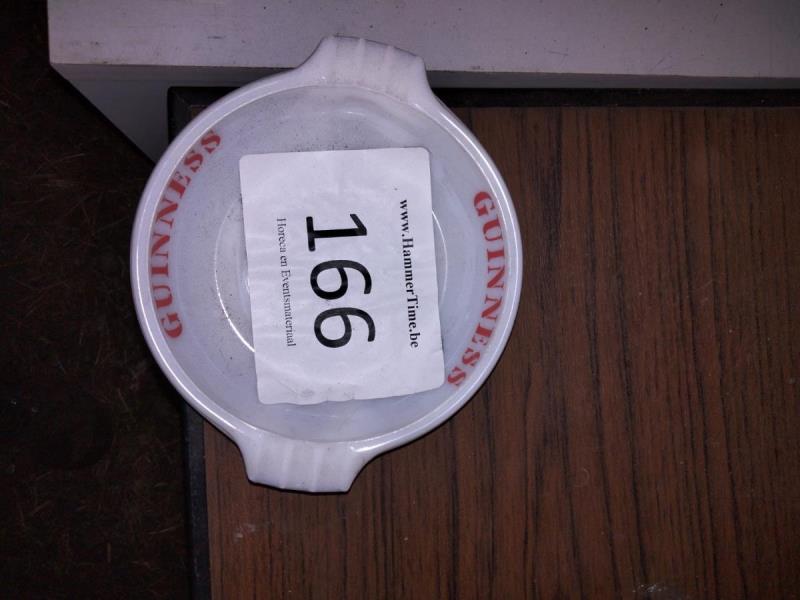 GUINNESS
www.HammerTime.be
166
Horeca en Eventsmateriaal
GUINNESS